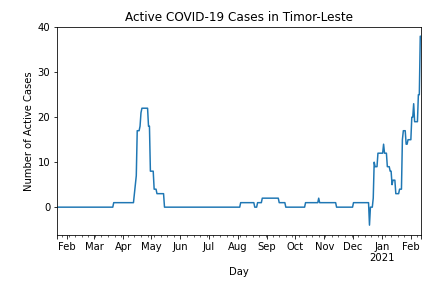 Active COVID-19 Cases in Timor-Leste
40
30
20
10
0
Number of Active Cases
Feb Mar Apr May Jun Jul Aug Sep Oct Nov Dec Jan Feb
2021
Day